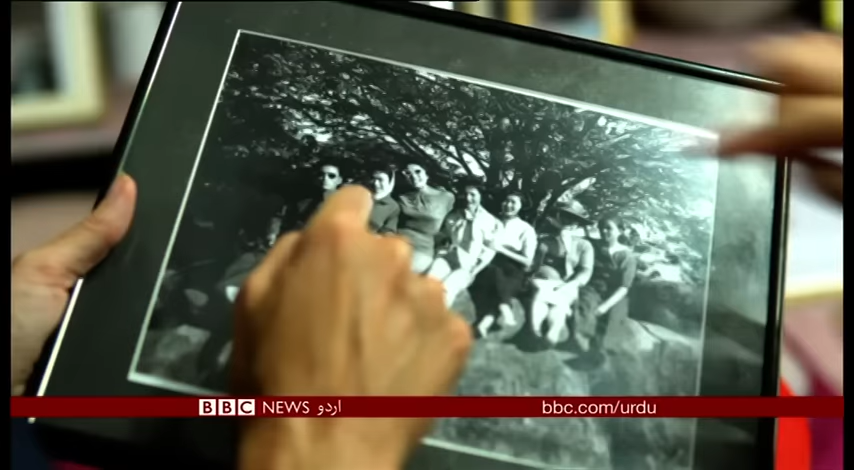 BBC NEWS اردو
bbc.com/urdu